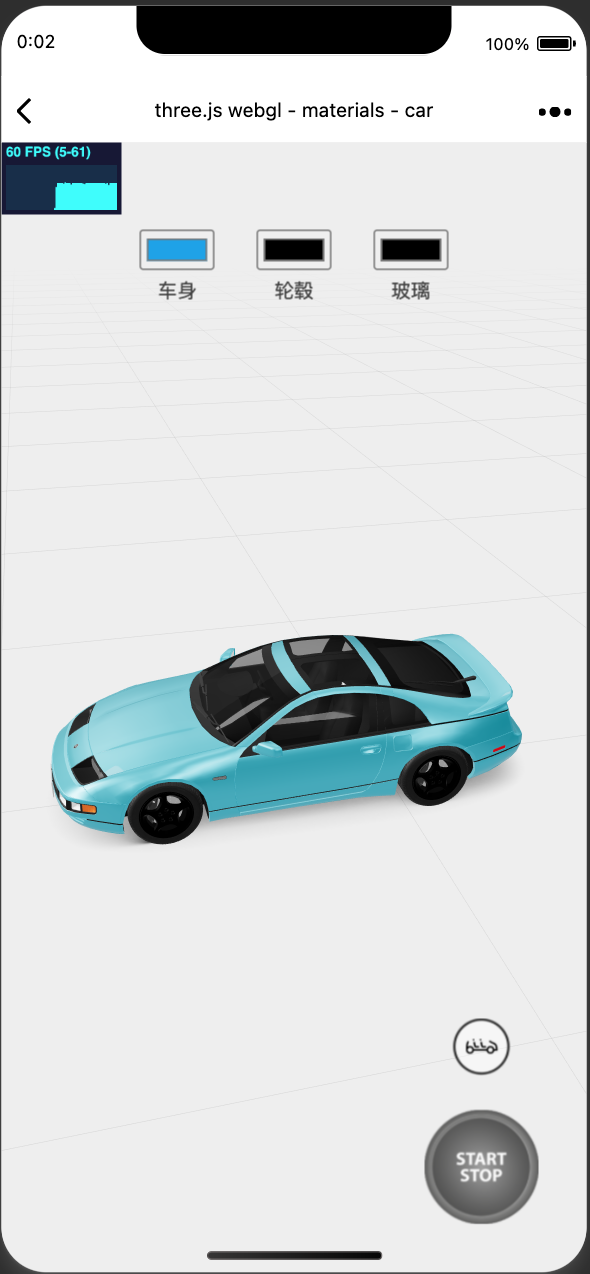 0:02
100%
three.js webgl - materials - car
60 FPS (5-61)
车身
轮毂
玻璃
START
STOP